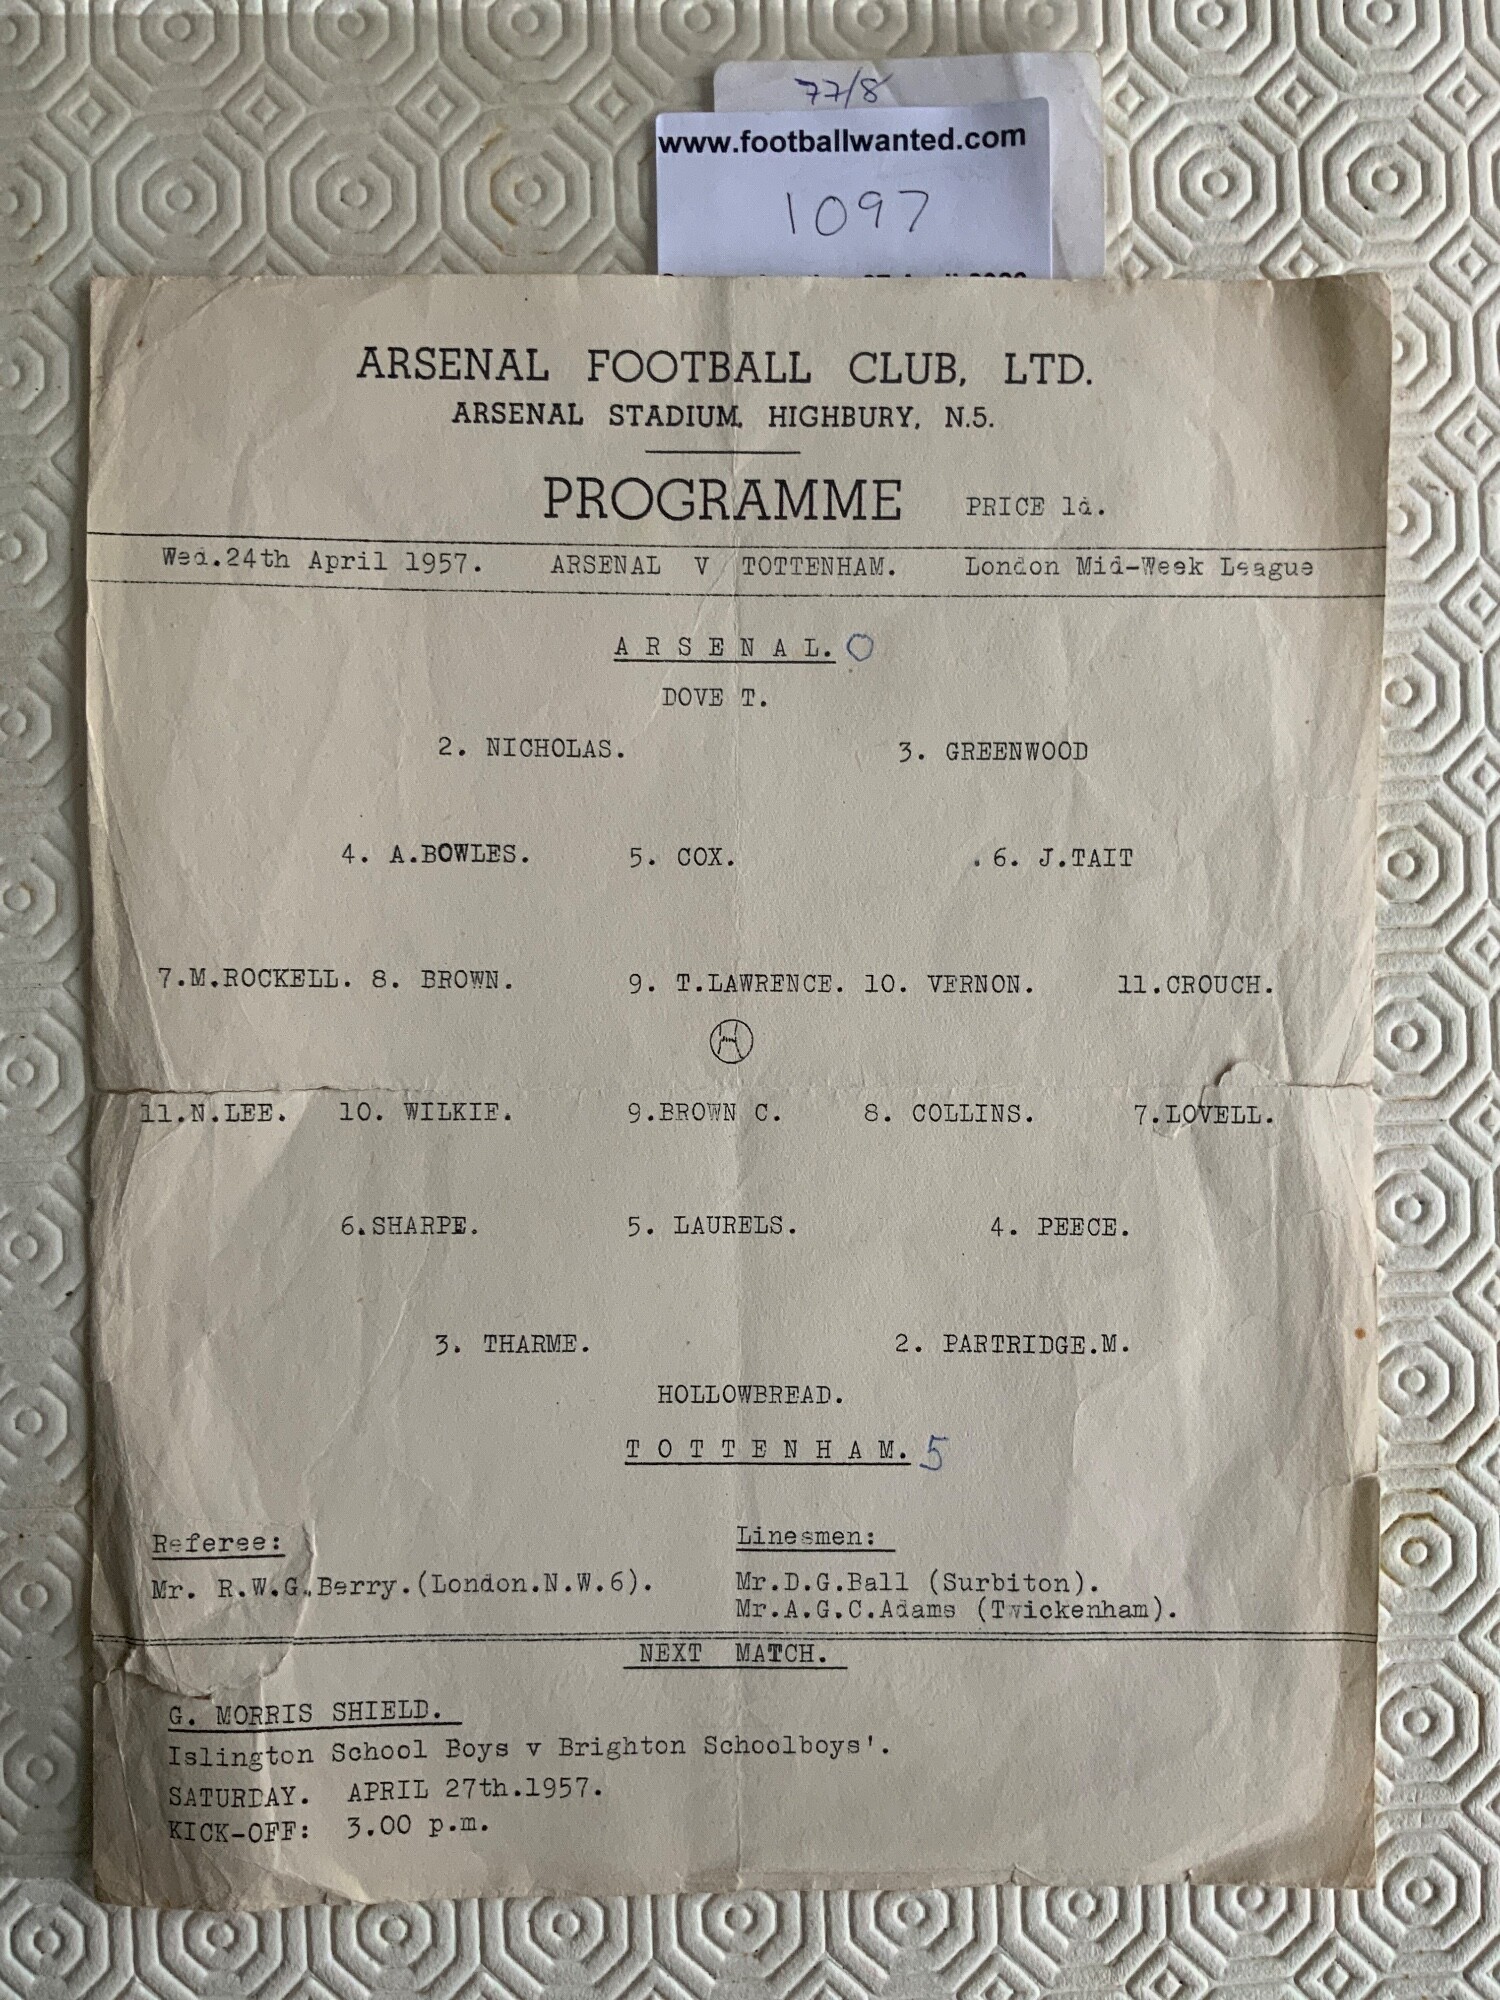 77/8
www.footballwanted.com
1097
ARSENAL FOOTBALL CLUB, LTD.
ARSENAL STADIUM, HIGHBURY, N.5.
PROGRAMME PRICE 1d.
Wed.24th April 1957. ARSENAL V TOTTENHAM. London Mid-Week League
A R S E N A L. 0
DOVE T.
2. NICHOLAS. 3. GREENWOOD
4. A.BOWLES. 5. COX. .6. J.TAIT
7.M.ROCKELL. 8. BROWN. 9. T.LAWRENCE. 10. VERNON. 11.CROUCH.
11.N.LEE. 10. WILKIE. 9.BROWN C. 8. COLLINS. 7.LOVELL.
6.SHARPE. 5. LAURELS. 4. PEECE.
3. THARME. 2. PARTRIDGE.M.
HOLLOWBREAD.
T O T T E N H A M. 5
Referee: Linesmen:
Mr. R.W.G.Berry.(London.N.W.6). Mr.D.G.Ball (Surbiton).
Mr.A.G.C.Adams (Twickenham).
NEXT MATCH.
G. MORRIS SHIELD.
Islington School Boys v Brighton Schoolboys'.
SATURDAY. APRIL 27th.1957.
KICK-OFF: 3.00 p.m.